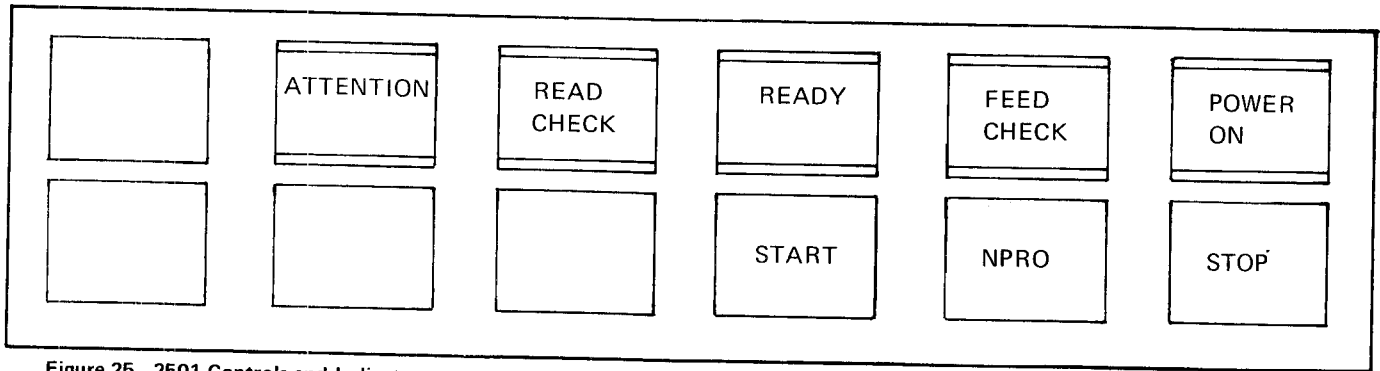 ATTENTION
READ
CHECK
READY
FEED
CHECK
POWER
ON
START
NPRO
STOP
Figure 25 2501 Controls and